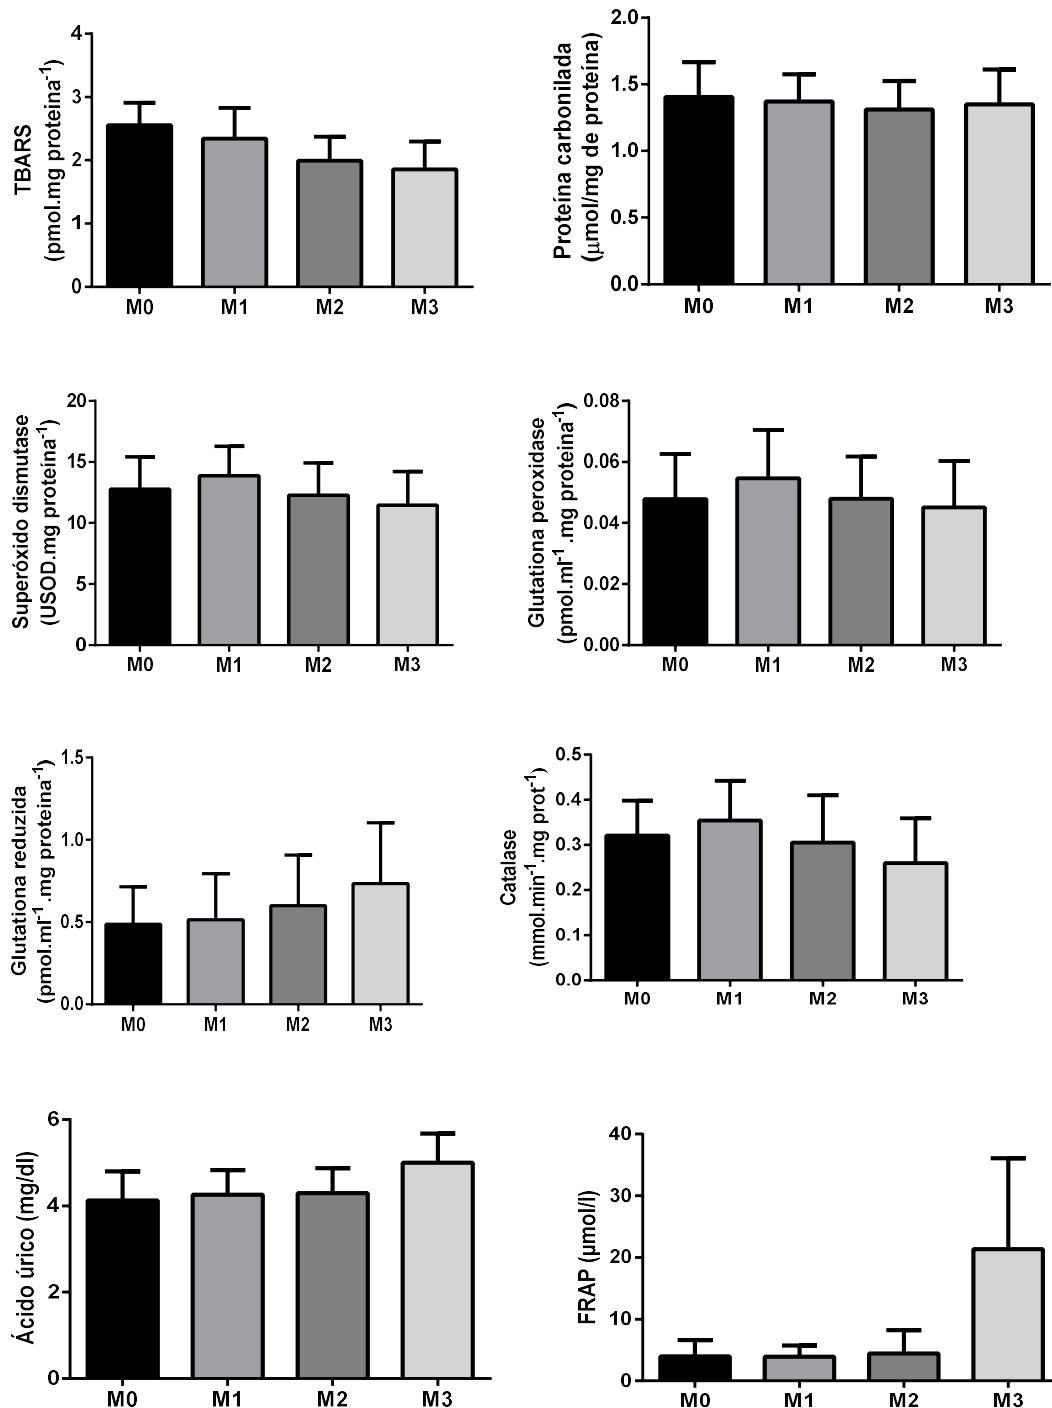 TBARS
(pmol.mg proteina-1)
4
3
2
1
0
M0 M1 M2 M3
Proteína carbonilada
(μmol/mg de proteína)
2.0
1.5
1.0
0.5
0.0
M0 M1 M2 M3
Superóxido dismutase
(USOD.mg proteína-1)
20
15
10
5
0
M0 M1 M2 M3
Glutationa peroxidase
(pmol.ml-1.mg proteina-1)
0.08
0.06
0.04
0.02
0.00
M0 M1 M2 M3
Glutationa reduzida
(pmol.ml-1.mg proteina-1)
1.5
1.0
0.5
0.0
M0 M1 M2 M3
Catalase
(mmol.min-1.mg prot-1)
0.5
0.4
0.3
0.2
0.1
0.0
M0 M1 M2 M3
Ácido úrico (mg/dl)
6
4
2
0
M0 M1 M2 M3
FRAP (µmol/l)
40
30
20
10
0
M0 M1 M2 M3